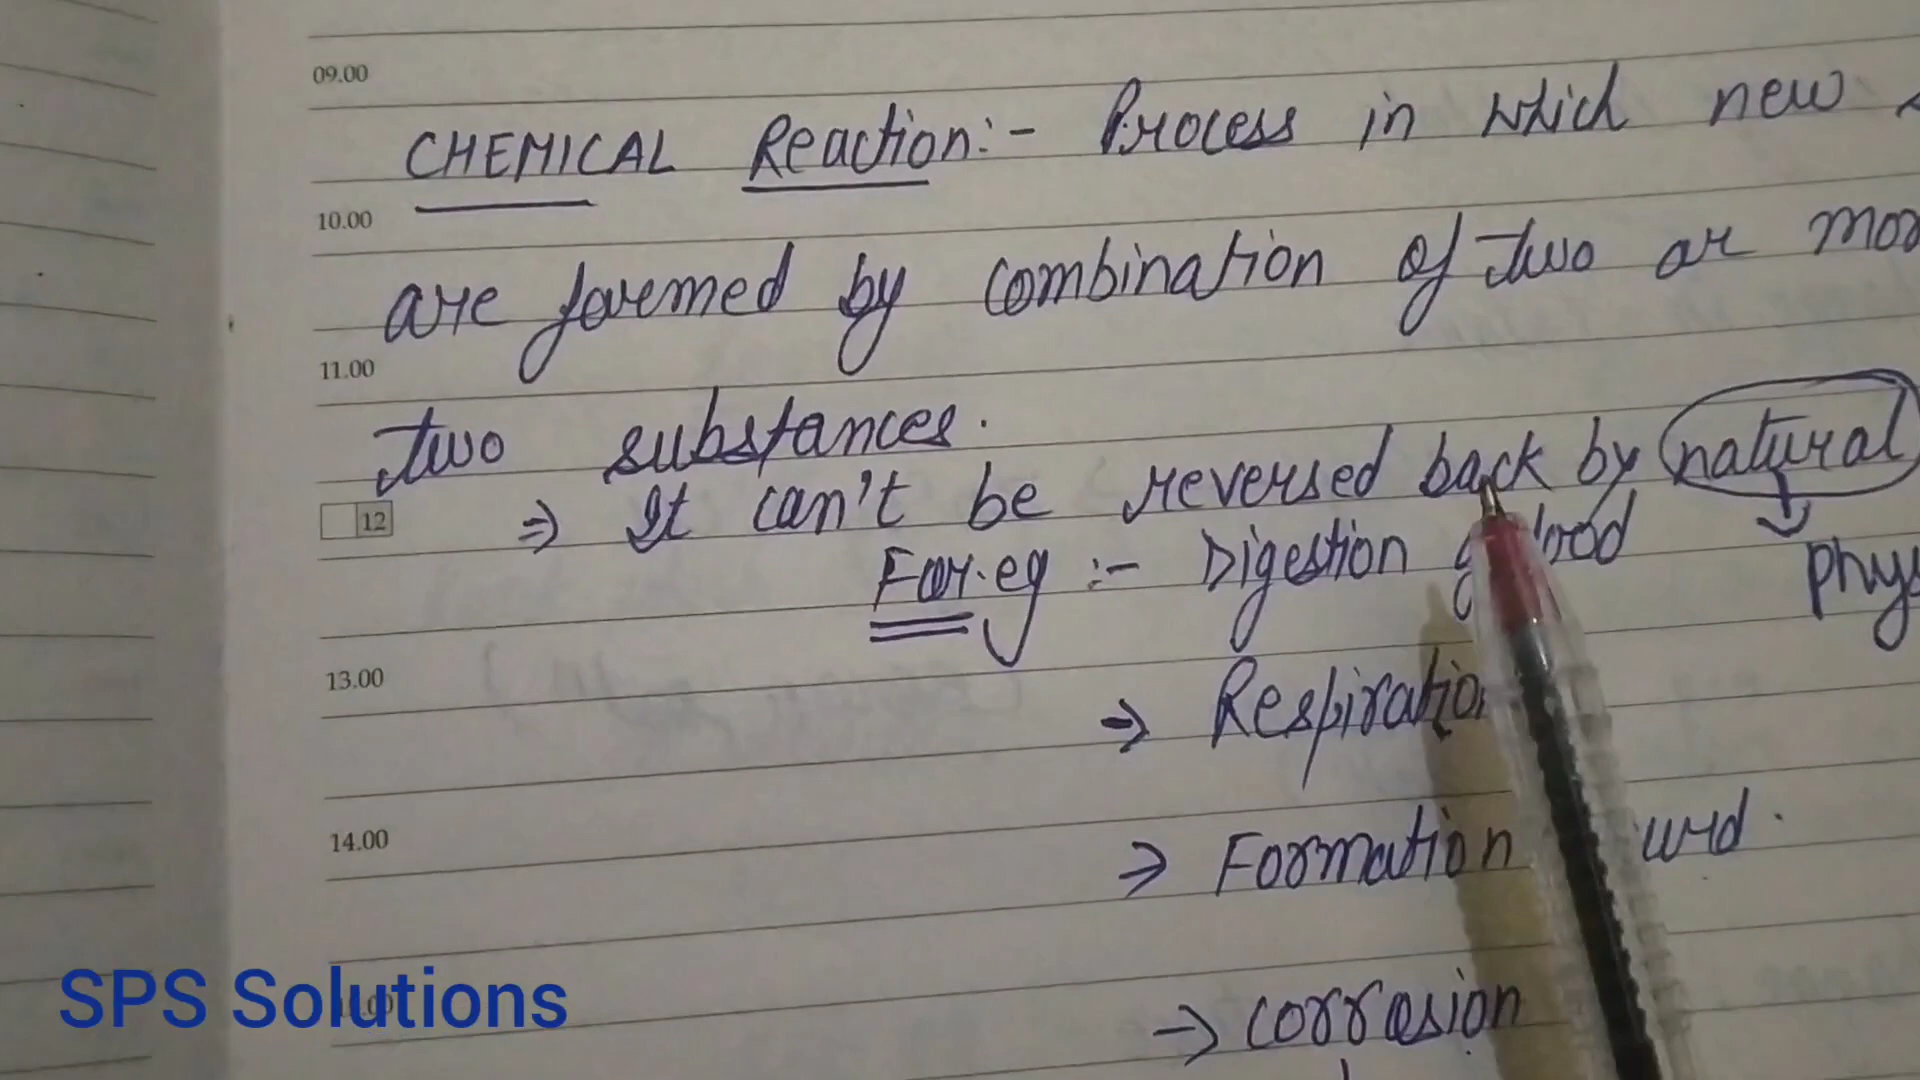 09.00
CHEMICAL Reaction:- Process in which new
10.00
are formed by combination of two or
11.00
two substances.
12
⇒ It can't be reversed back by natural
For.eg :- Digestion food
13.00
⇒ Respiration
14.00
⇒ Formation
→ corrosion
SPS Solutions